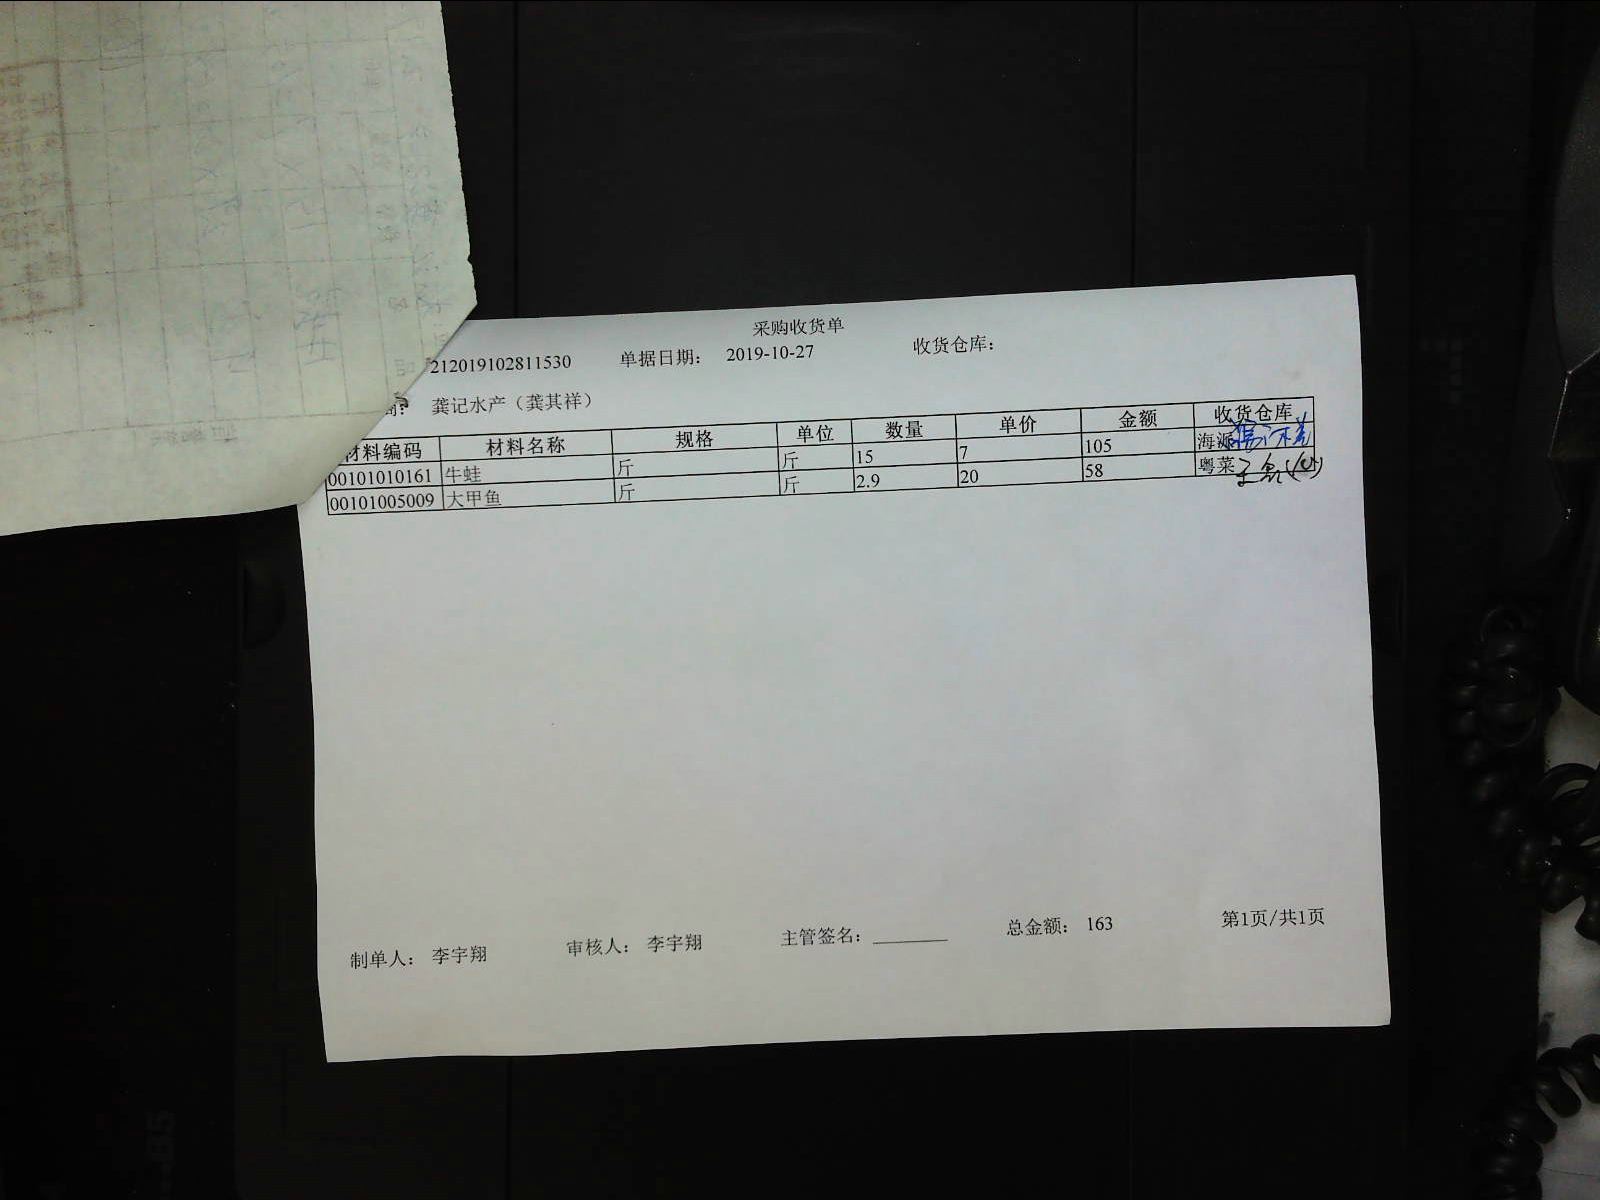 采购收货单
212019102811530 单据日期： 2019-10-27 收货仓库：
商： 龚记水产（龚其祥）
材料编码 材料名称 规格 单位 数量 单价 金额 收货仓库
00101010161 牛蛙 斤 斤 15 7 105 海派
00101005009 大甲鱼 斤 斤 2.9 20 58 粤菜
制单人： 李宇翔 审核人： 李宇翔 主管签名： 总金额： 163 第1页/共1页